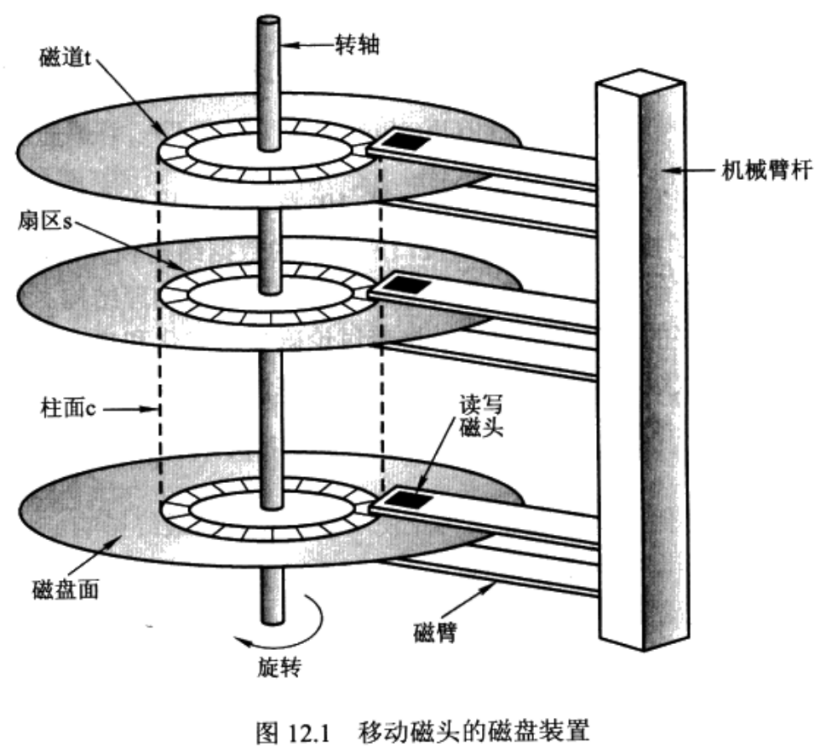 磁道t
转轴
机械臂杆
扇区s
柱面c
读写
磁头
磁盘面
磁臂
旋转
图 12.1 移动磁头的磁盘装置